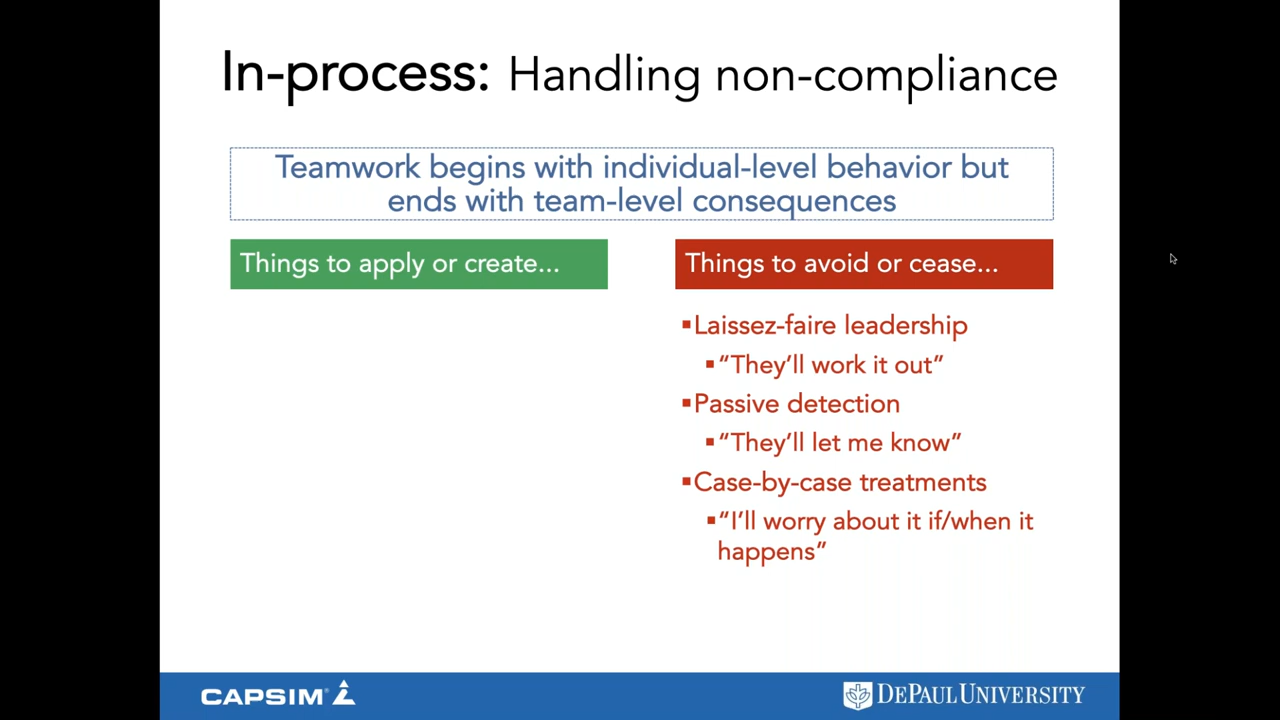 In-process: Handling non-compliance
Teamwork begins with individual-level behavior but
ends with team-level consequences
Things to apply or create...
Things to avoid or cease...
▪Laissez-faire leadership
▪“They’ll work it out”
▪Passive detection
▪“They’ll let me know”
▪Case-by-case treatments
▪“I’ll worry about it if/when it
happens”
CAPSIM®
DEPAUL UNIVERSITY